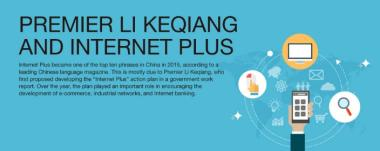 PREMIER LI KEQIANG
AND INTERNET PLUS
Internet Plus became one of the top ten phrases in China in 2015, according to a
leading Chinese language magazine. This is mostly due to Premier Li Keqiang, who
first proposed developing the "Internet Plus" action plan in a government work
report. Over the year, the plan played an important role in encouraging the
development of e-commerce, industrial networks, and Internet banking.